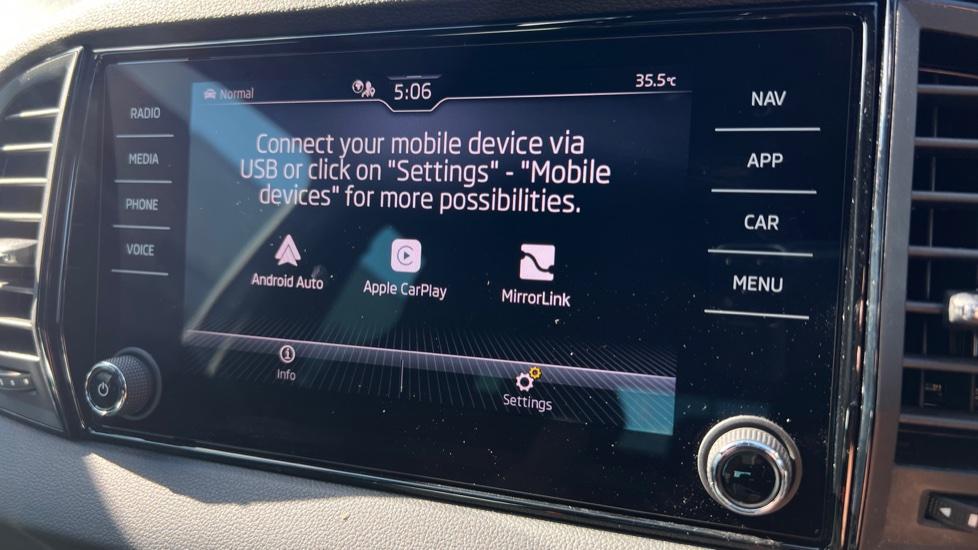 Normal
5:06
35.5°C
RADIO
MEDIA
PHONE
VOICE
Connect your mobile device via
USB or click on "Settings" - "Mobile
devices" for more possibilities.
Android Auto
Apple CarPlay
MirrorLink
Info
Settings
NAV
APP
CAR
MENU